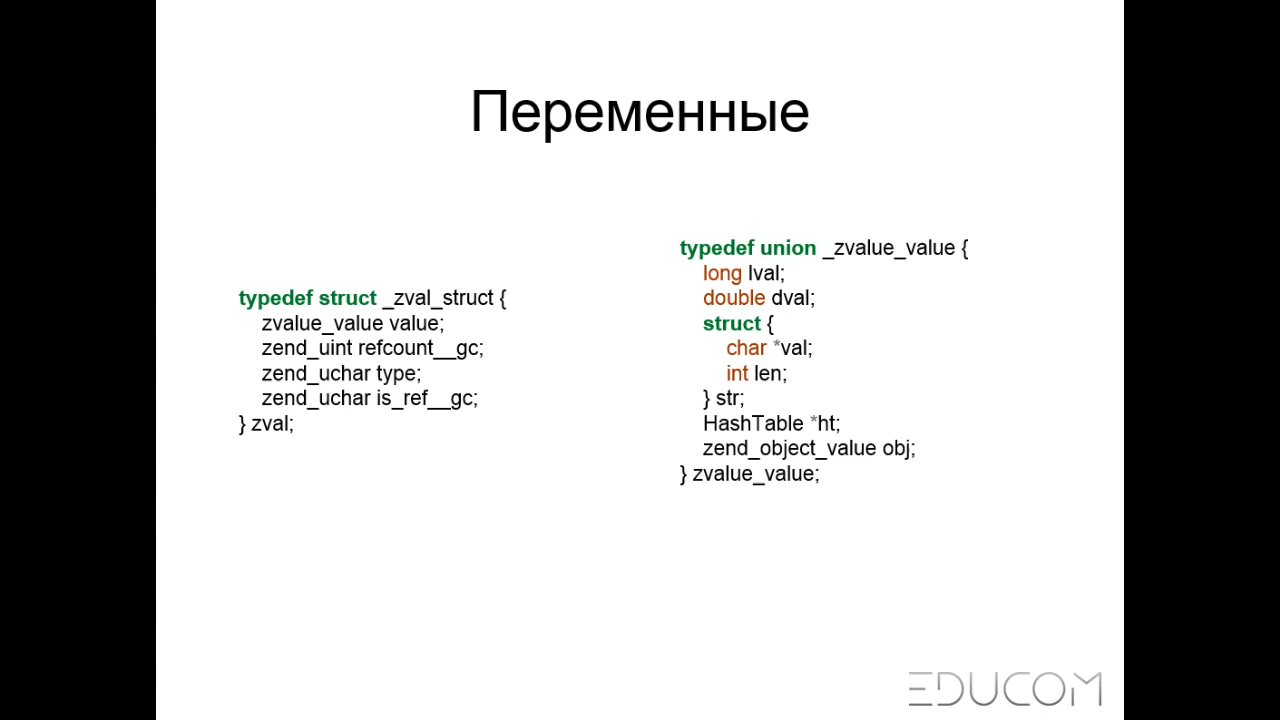 Переменные
typedef struct _zval_struct {
zvalue_value value;
zend_uint refcount__gc;
zend_uchar type;
zend_uchar is_ref__gc;
} zval;
typedef union _zvalue_value {
long lval;
double dval;
struct {
char *val;
int len;
} str;
HashTable *ht;
zend_object_value obj;
} zvalue_value;
EDUCOM